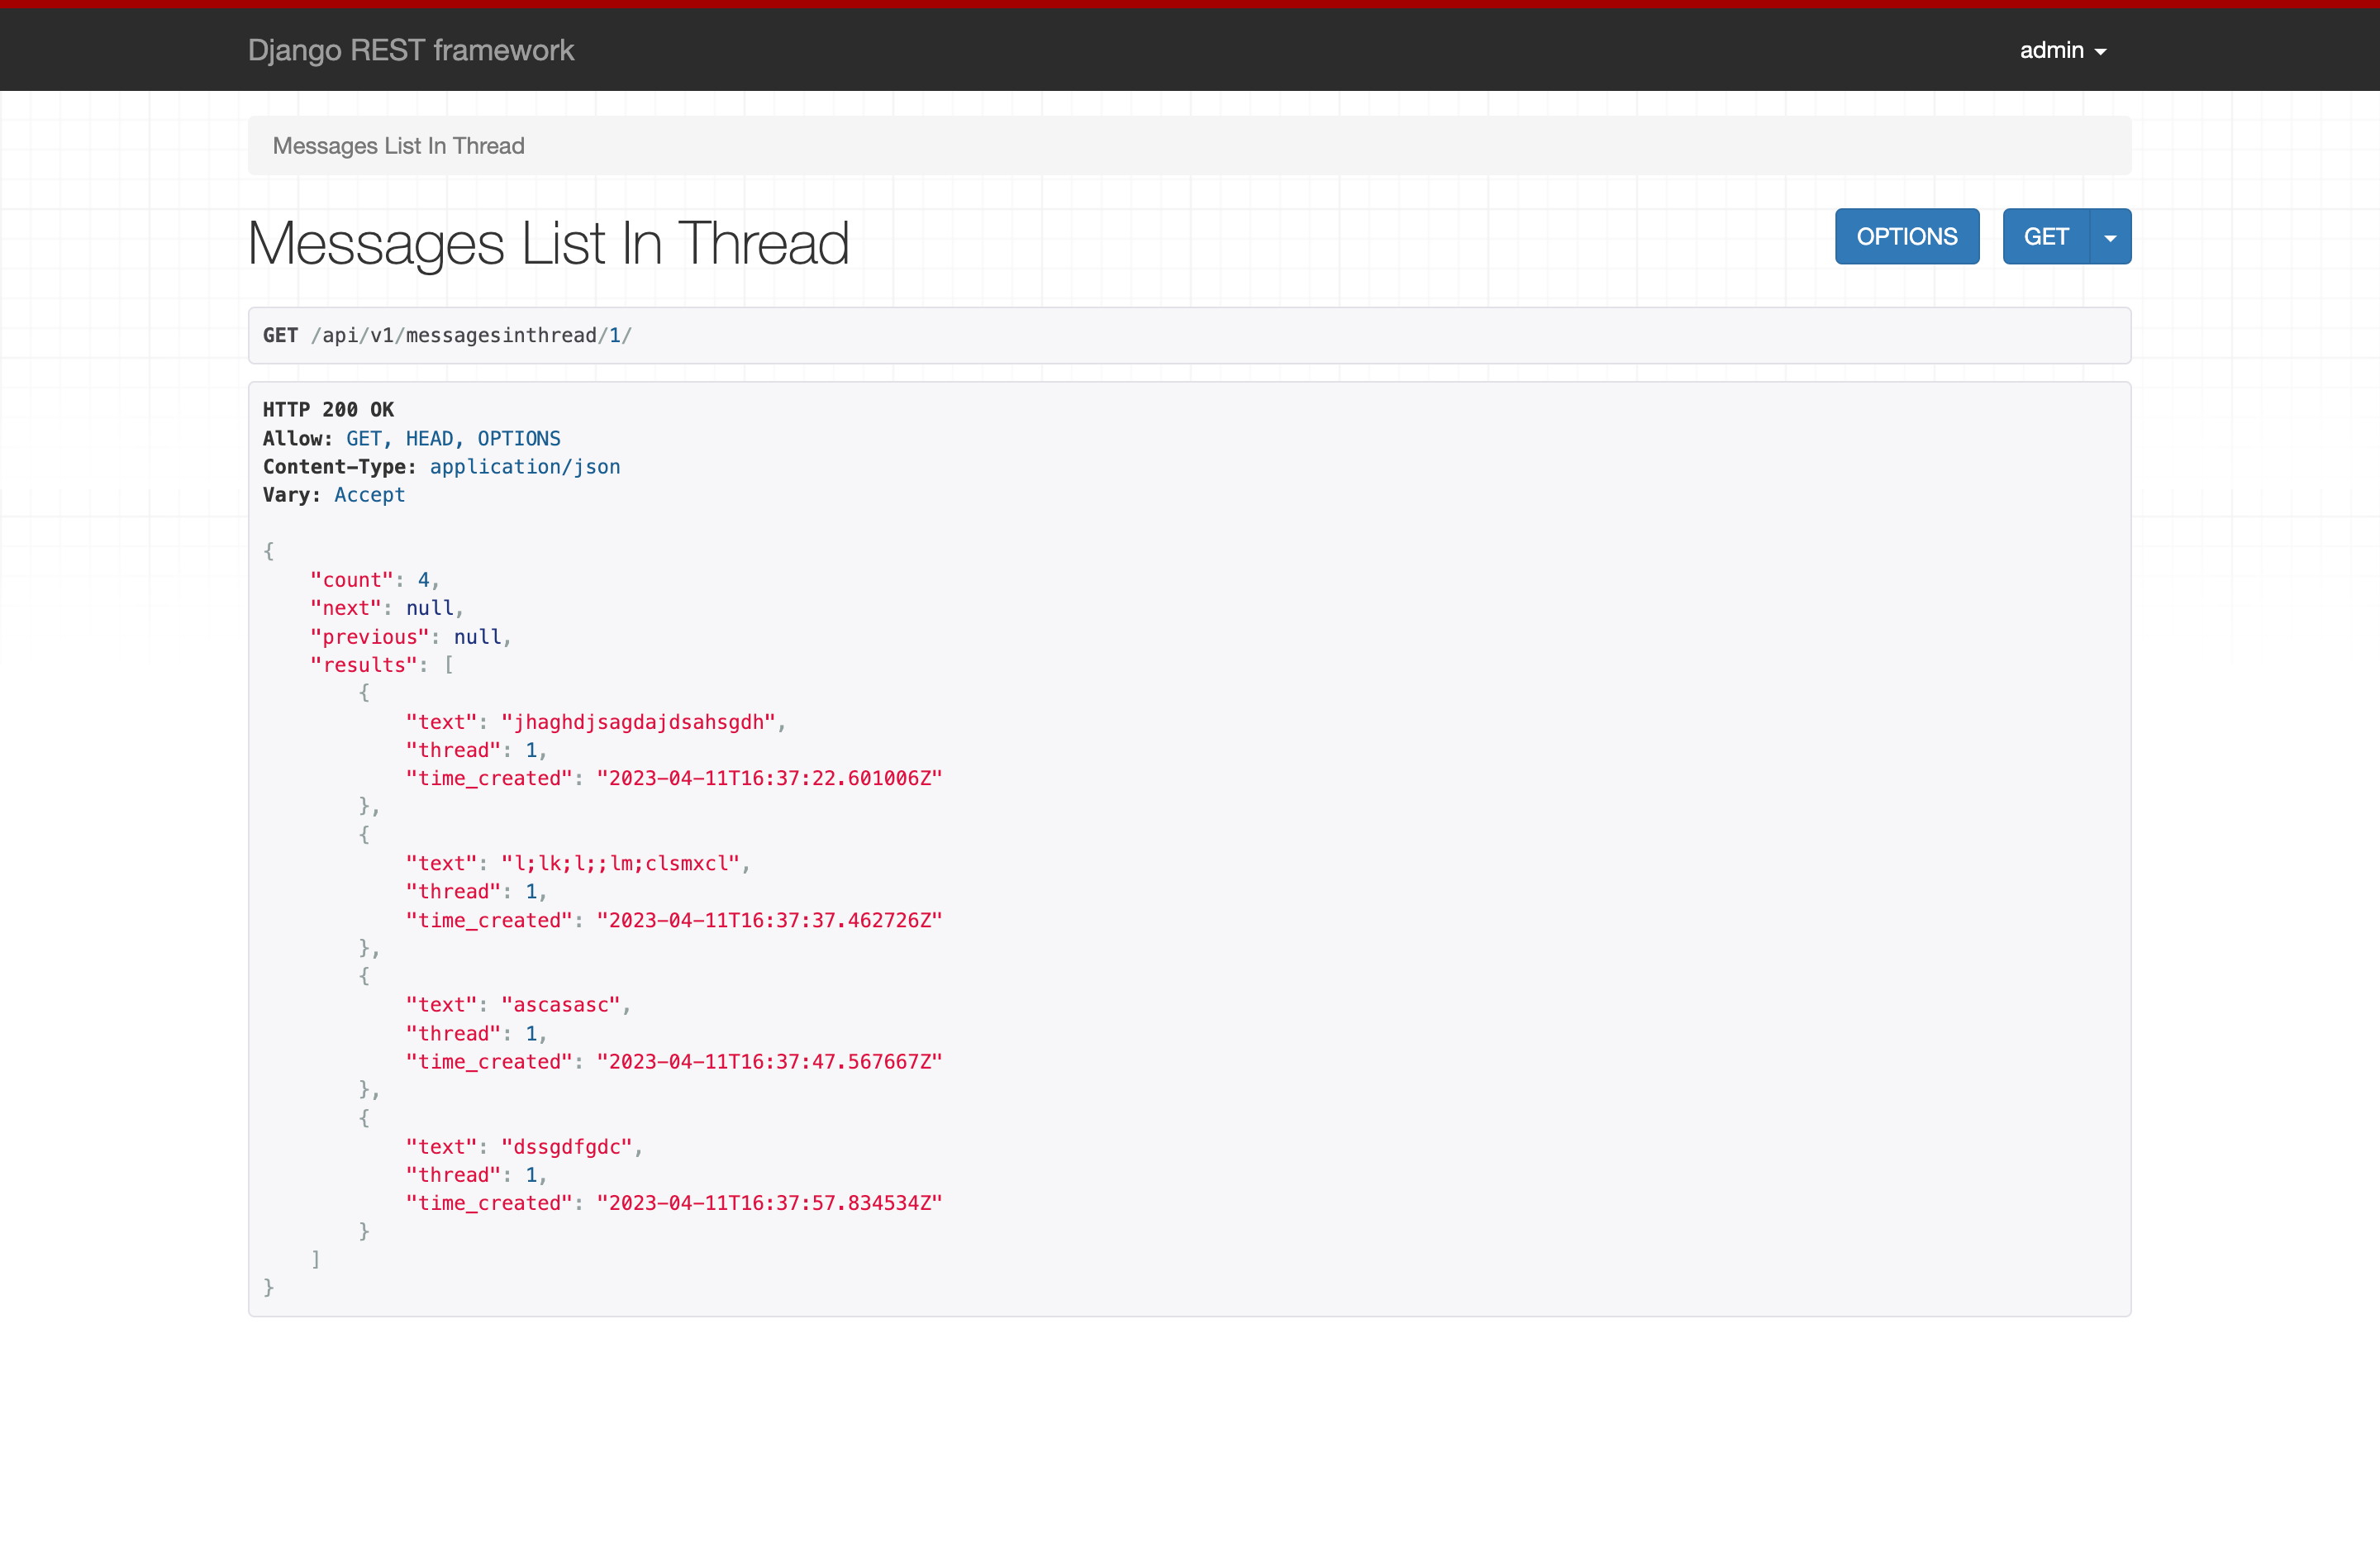 Django REST framework
admin
Messages List In Thread
Messages List In Thread
OPTIONS
GET
GET /api/v1/messagesinthread/1/
HTTP 200 OK
Allow: GET, HEAD, OPTIONS
Content-Type: application/json
Vary: Accept
{
    "count": 4,
    "next": null,
    "previous": null,
    "results": [
        {
            "text": "jhaghdjsagdajdsahsgdh",
            "thread": 1,
            "time_created": "2023-04-11T16:37:22.601006Z"
        },
        {
            "text": "l;lk;l;;lm;clsmxcl",
            "thread": 1,
            "time_created": "2023-04-11T16:37:37.462726Z"
        },
        {
            "text": "ascasasc",
            "thread": 1,
            "time_created": "2023-04-11T16:37:47.567667Z"
        },
        {
            "text": "dssgdfgdc",
            "thread": 1,
            "time_created": "2023-04-11T16:37:57.834534Z"
        }
    ]
}